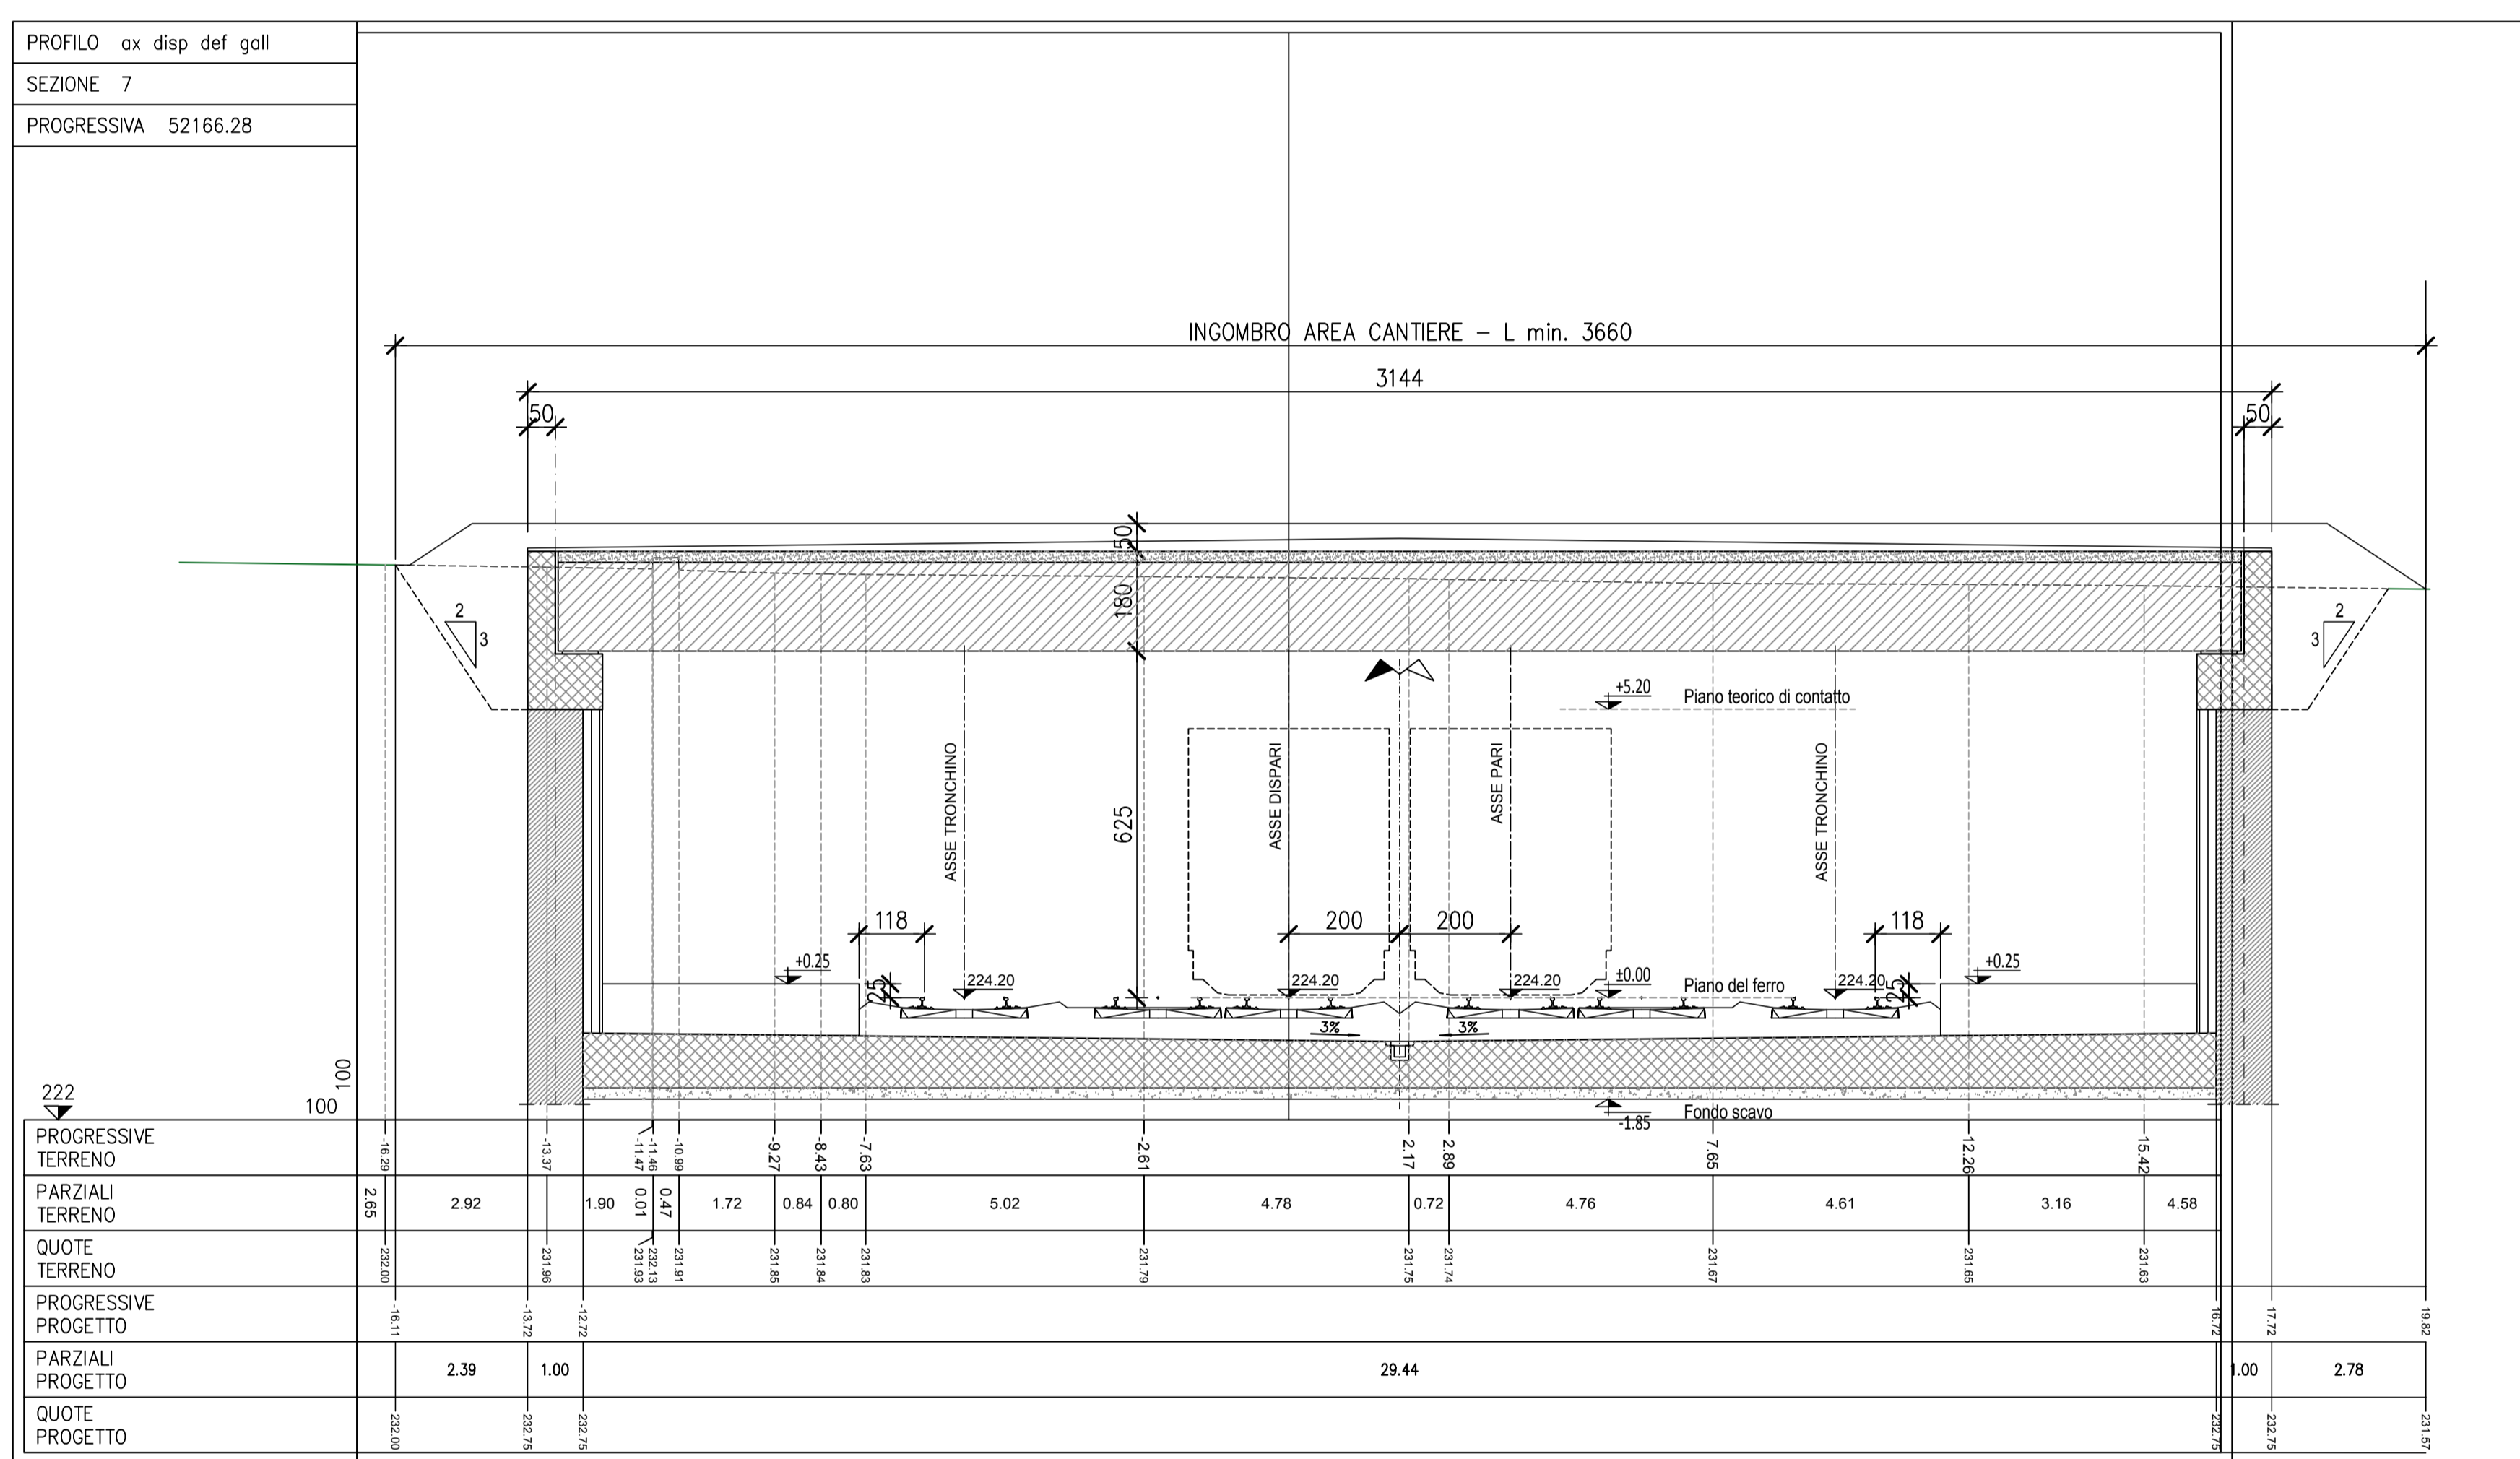 PROFILO ax disp def gall
SEZIONE 7
PROGRESSIVA 52166.28
INGOMBRO AREA CANTIERE – L min. 3660
3144
50
50
50
180
2
3
2
3
+5.20
Piano teorico di contatto
ASSE TRONCHINO
ASSE DISPARI
ASSE PARI
ASSE TRONCHINO
625
118
200
200
118
+0.25
+0.25
25
224.20
224.20
224.20
±0.00
Piano del ferro
224.20
25
3%
3%
100
222
100
Fondo scavo
-1.85
PROGRESSIVE
TERRENO
-16.29 -13.37 -11.47 -11.46 -10.99 -9.27 -8.43 -7.63 -2.61 2.17 2.89 7.65 12.26 15.42
PARZIALI
TERRENO
2.65 2.92 1.90 0.01 0.47 1.72 0.84 0.80 5.02 4.78 0.72 4.76 4.61 3.16 4.58
QUOTE
TERRENO
232.00 231.96 231.93 232.13 231.91 231.85 231.84 231.83 231.79 231.75 231.74 231.67 231.65 231.63
PROGRESSIVE
PROGETTO
-16.11 -13.72 -12.72 16.72 17.72 19.82
PARZIALI
PROGETTO
2.39 1.00 29.44 1.00 2.78
QUOTE
PROGETTO
232.00 232.75 232.75 232.75 232.75 231.57